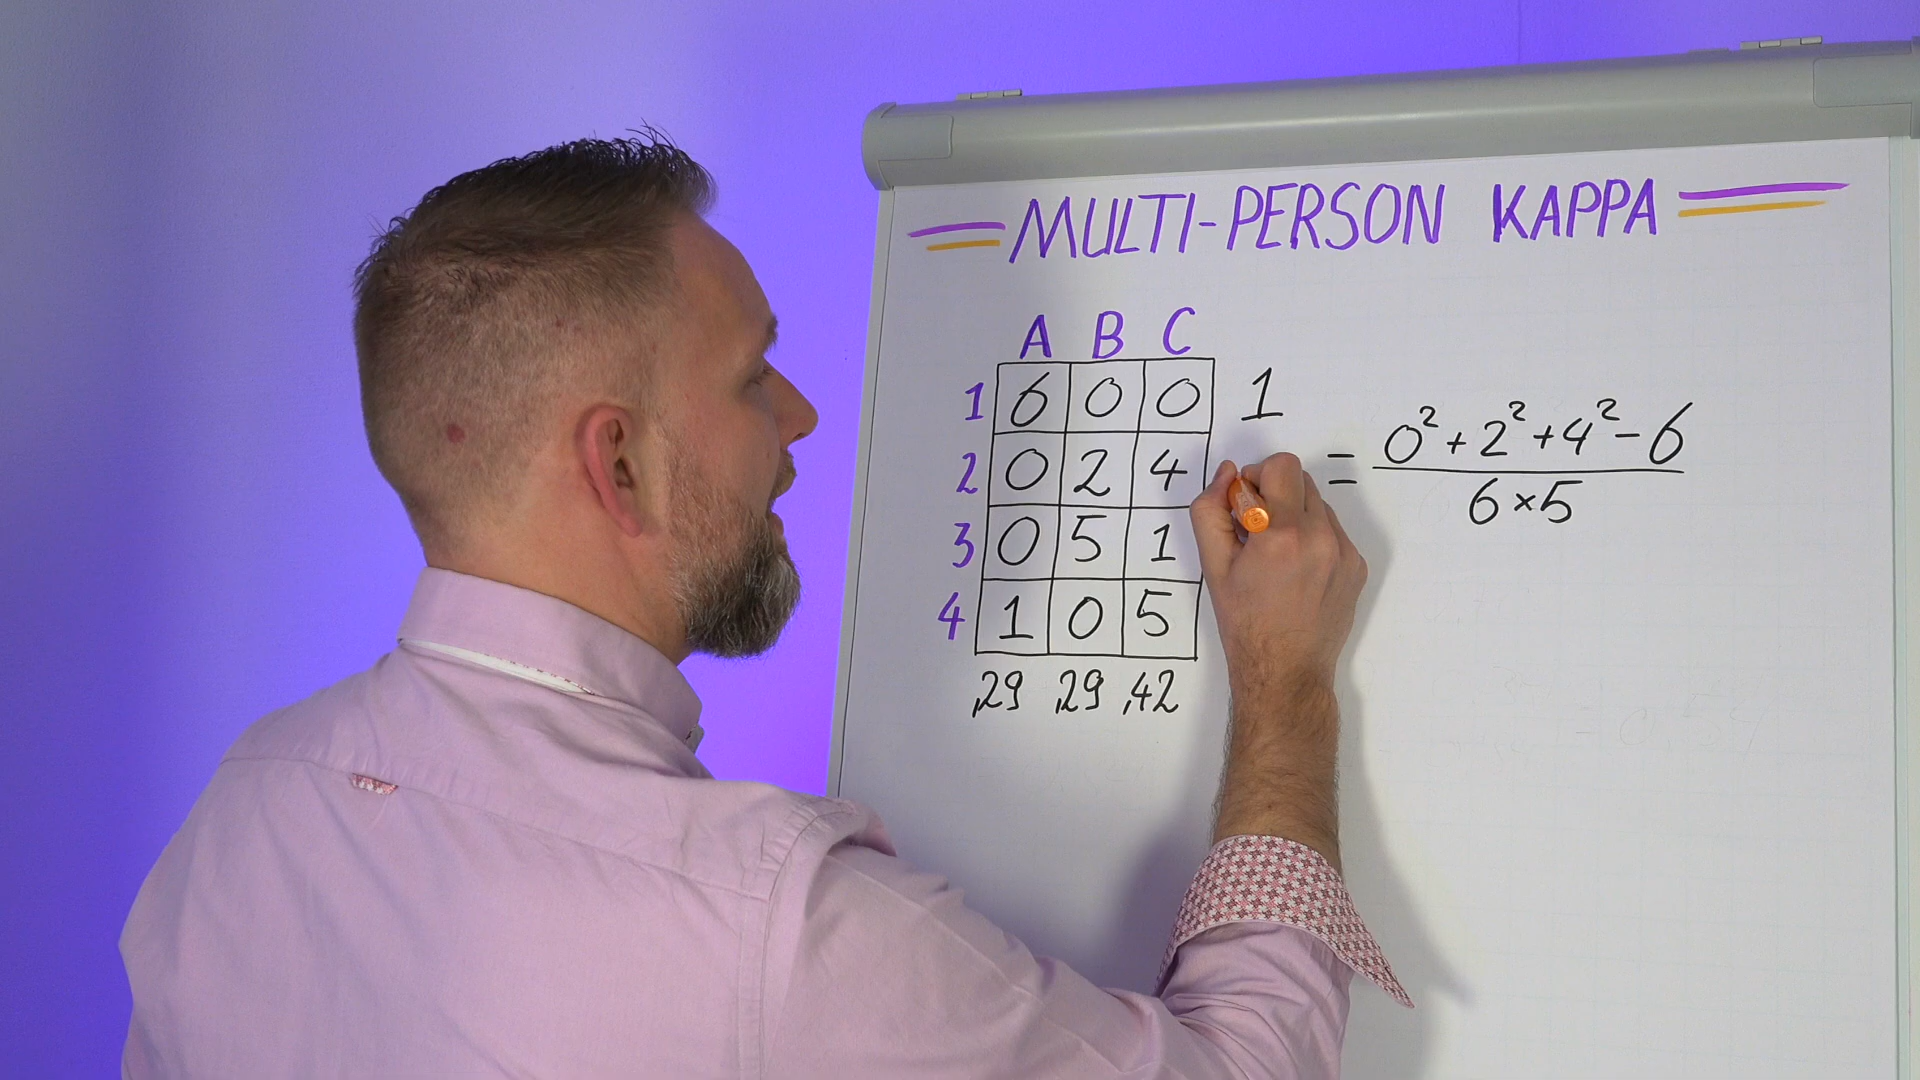 MULTI-PERSON KAPPA
A B C
1 6 0 0 1
2 0 2 4 = 0²+2²+4²-6
6×5
3 0 5 1
4 1 0 5
,29 ,29 ,42